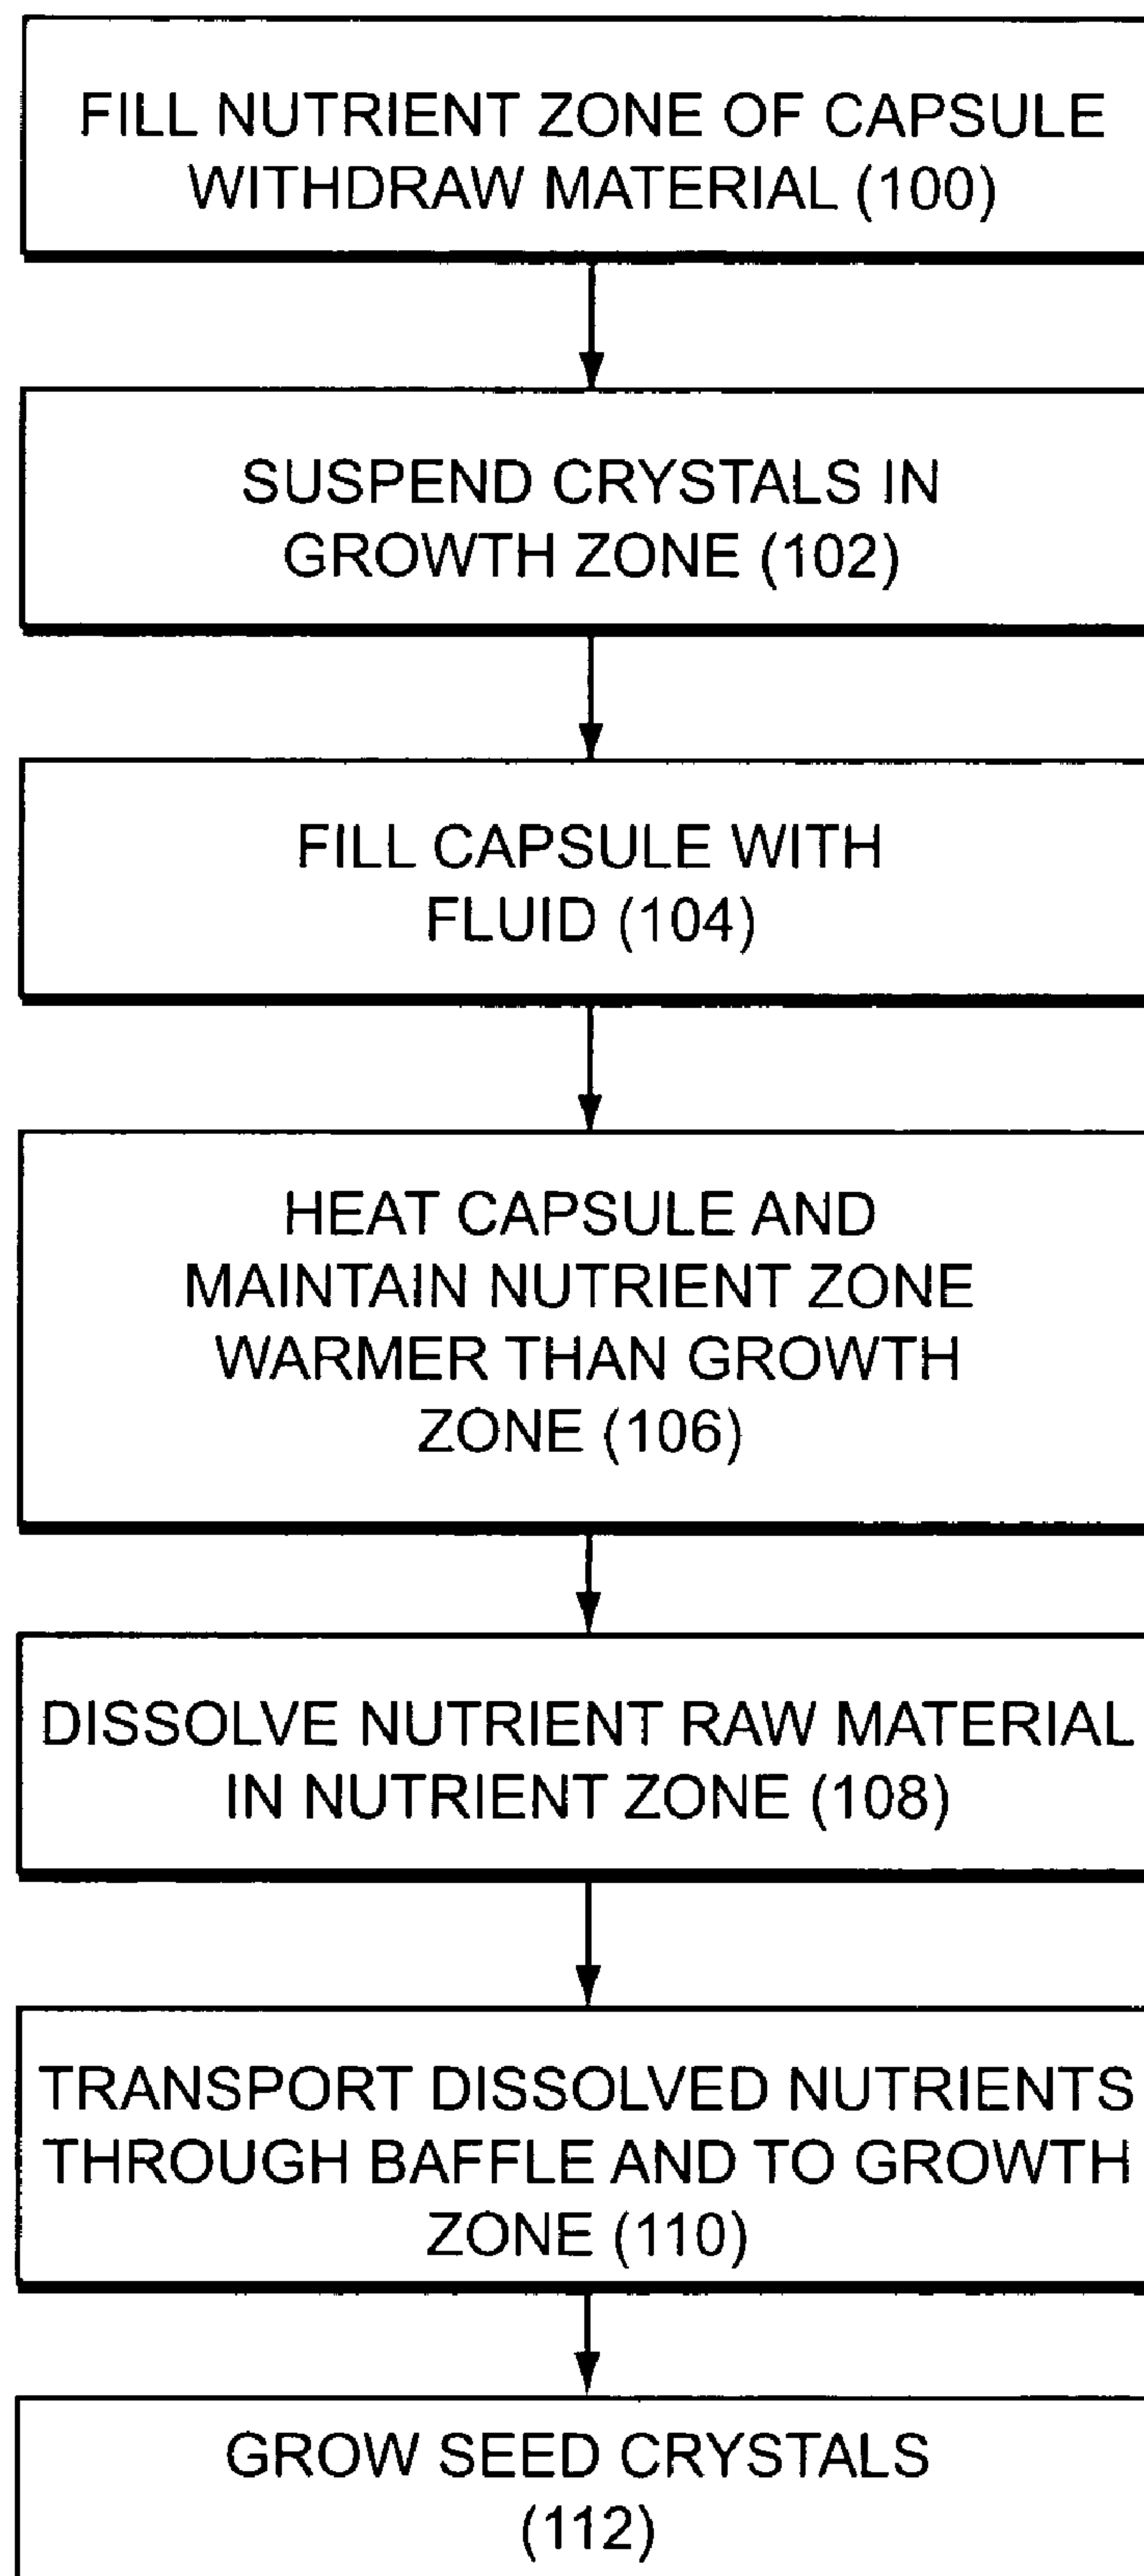 FILL NUTRIENT ZONE OF CAPSULE
WITHDRAW MATERIAL (100)
SUSPEND CRYSTALS IN
GROWTH ZONE (102)
FILL CAPSULE WITH
FLUID (104)
HEAT CAPSULE AND
MAINTAIN NUTRIENT ZONE
WARMER THAN GROWTH
ZONE (106)
DISSOLVE NUTRIENT RAW MATERIAL
IN NUTRIENT ZONE (108)
TRANSPORT DISSOLVED NUTRIENTS
THROUGH BAFFLE AND TO GROWTH
ZONE (110)
GROW SEED CRYSTALS
(112)